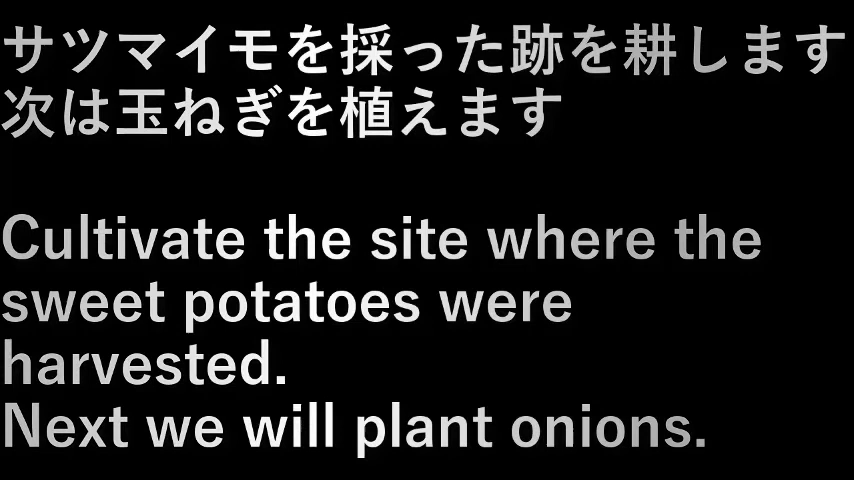 サツマイモを採った跡を耕します
次は玉ねぎを植えます
Cultivate the site where the
sweet potatoes were
harvested.
Next we will plant onions.